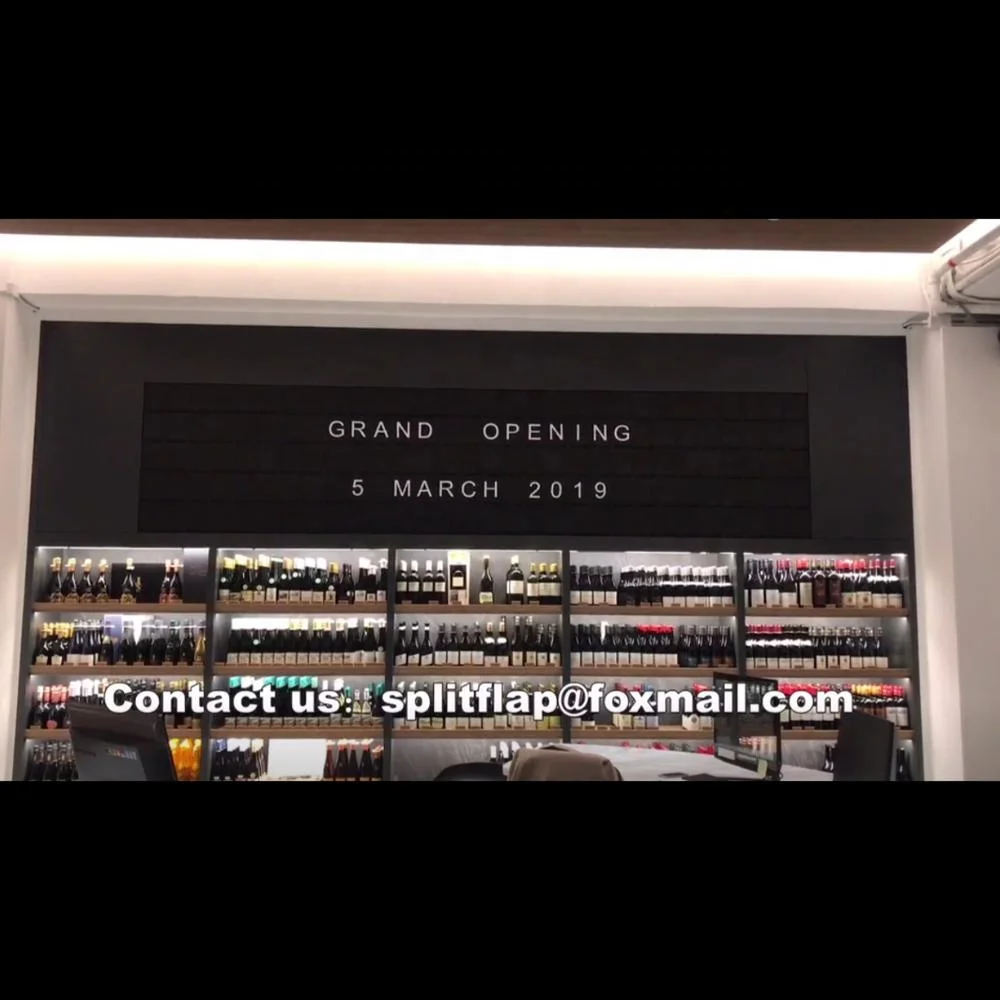 GRAND OPENING
5 MARCH 2019
Contact us: splitflap@foxmail.com